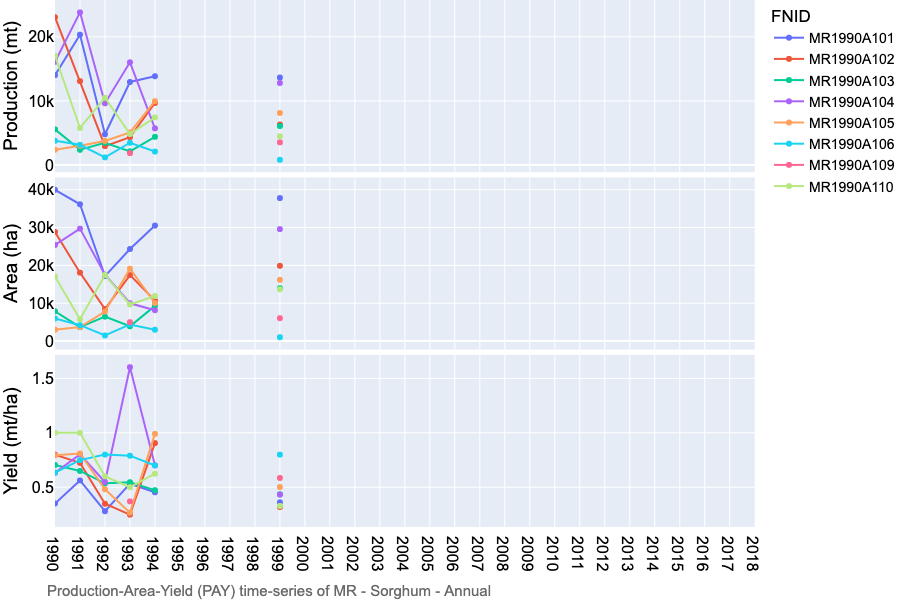 FNID
MR1990A101
MR1990A102
MR1990A103
MR1990A104
MR1990A105
MR1990A106
MR1990A109
MR1990A110
Production (mt)
20k
10k
0
Area (ha)
40k
30k
20k
10k
0
Yield (mt/ha)
1.5
1
0.5
1990 1991 1992 1993 1994 1995 1996 1997 1998 1999 2000 2001 2002 2003 2004 2005 2006 2007 2008 2009 2010 2011 2012 2013 2014 2015 2016 2017 2018
Production-Area-Yield (PAY) time-series of MR - Sorghum - Annual